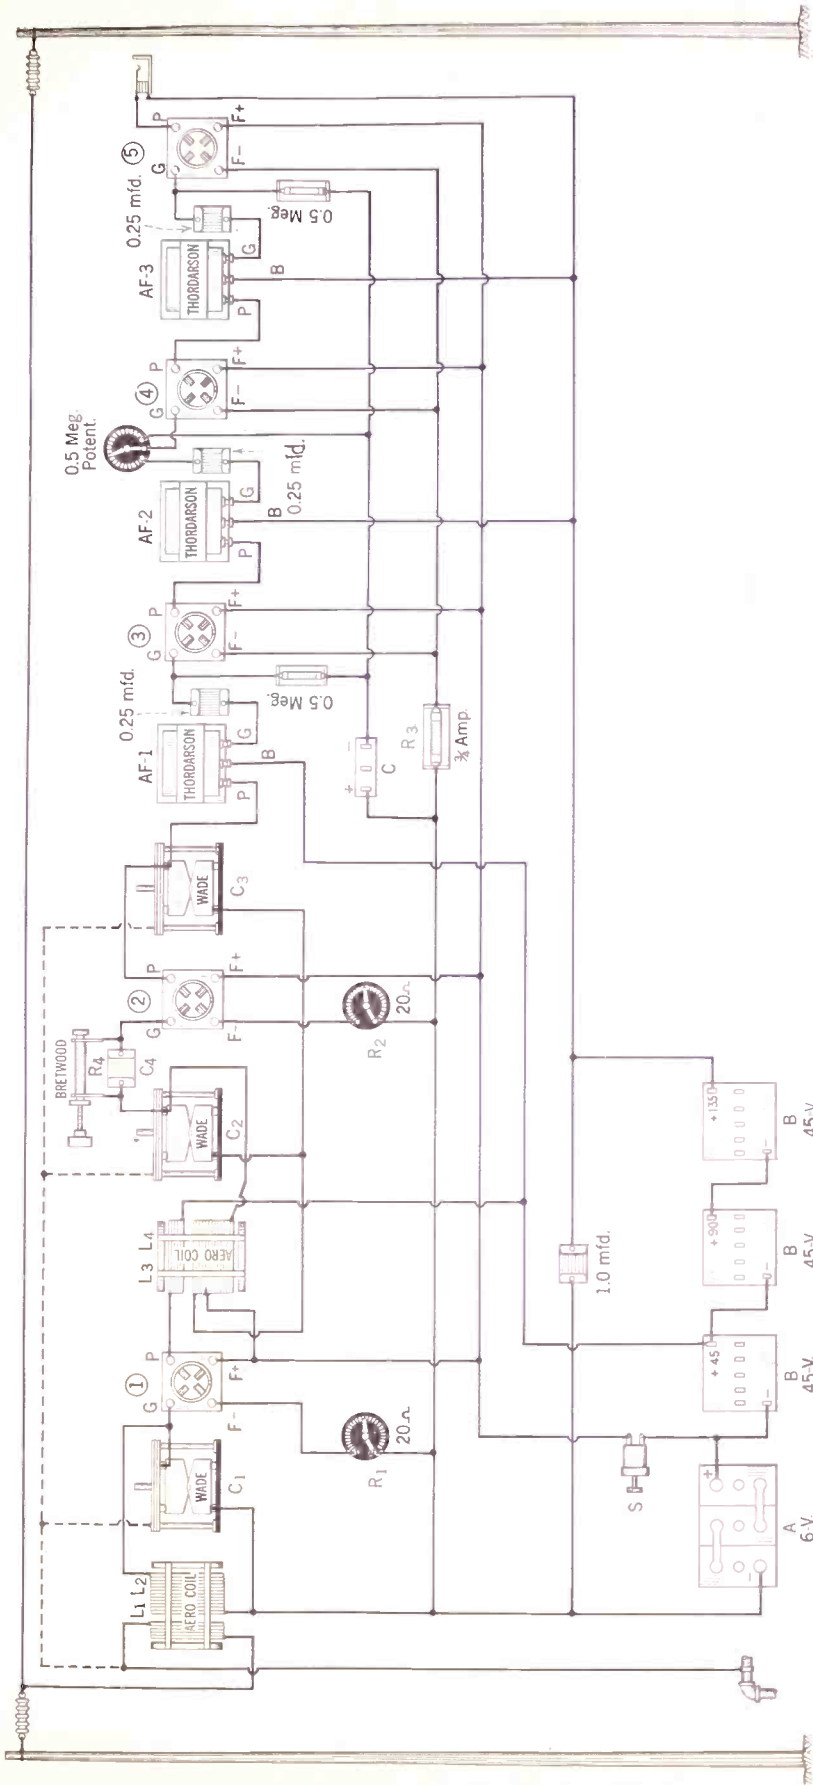 L1 L2
AERO COIL
WADE
C1
①
G
P
F-
F+
R1
20Ω
L3 L4
AERO COIL
WADE
C2
BRETWOOD
R4
C4
②
G
P
F-
F+
R2
20Ω
WADE
C3
AF-1
THORDARSON
P
B
G
0.25 mfd.
0.5 Meg.
③
G
P
F-
F+
+
-
C
R3
¾ Amp.
AF-2
THORDARSON
P
B
G
0.25 mfd.
0.5 Meg.
Potent.
④
G
P
F-
F+
AF-3
THORDARSON
P
B
G
0.25 mfd.
0.5 Meg.
⑤
G
P
F-
F+
1.0 mfd.
S
-
+
A
6-V.
+45
-
B
45-V.
+90
-
B
45-V.
+135
-
B
45-V.